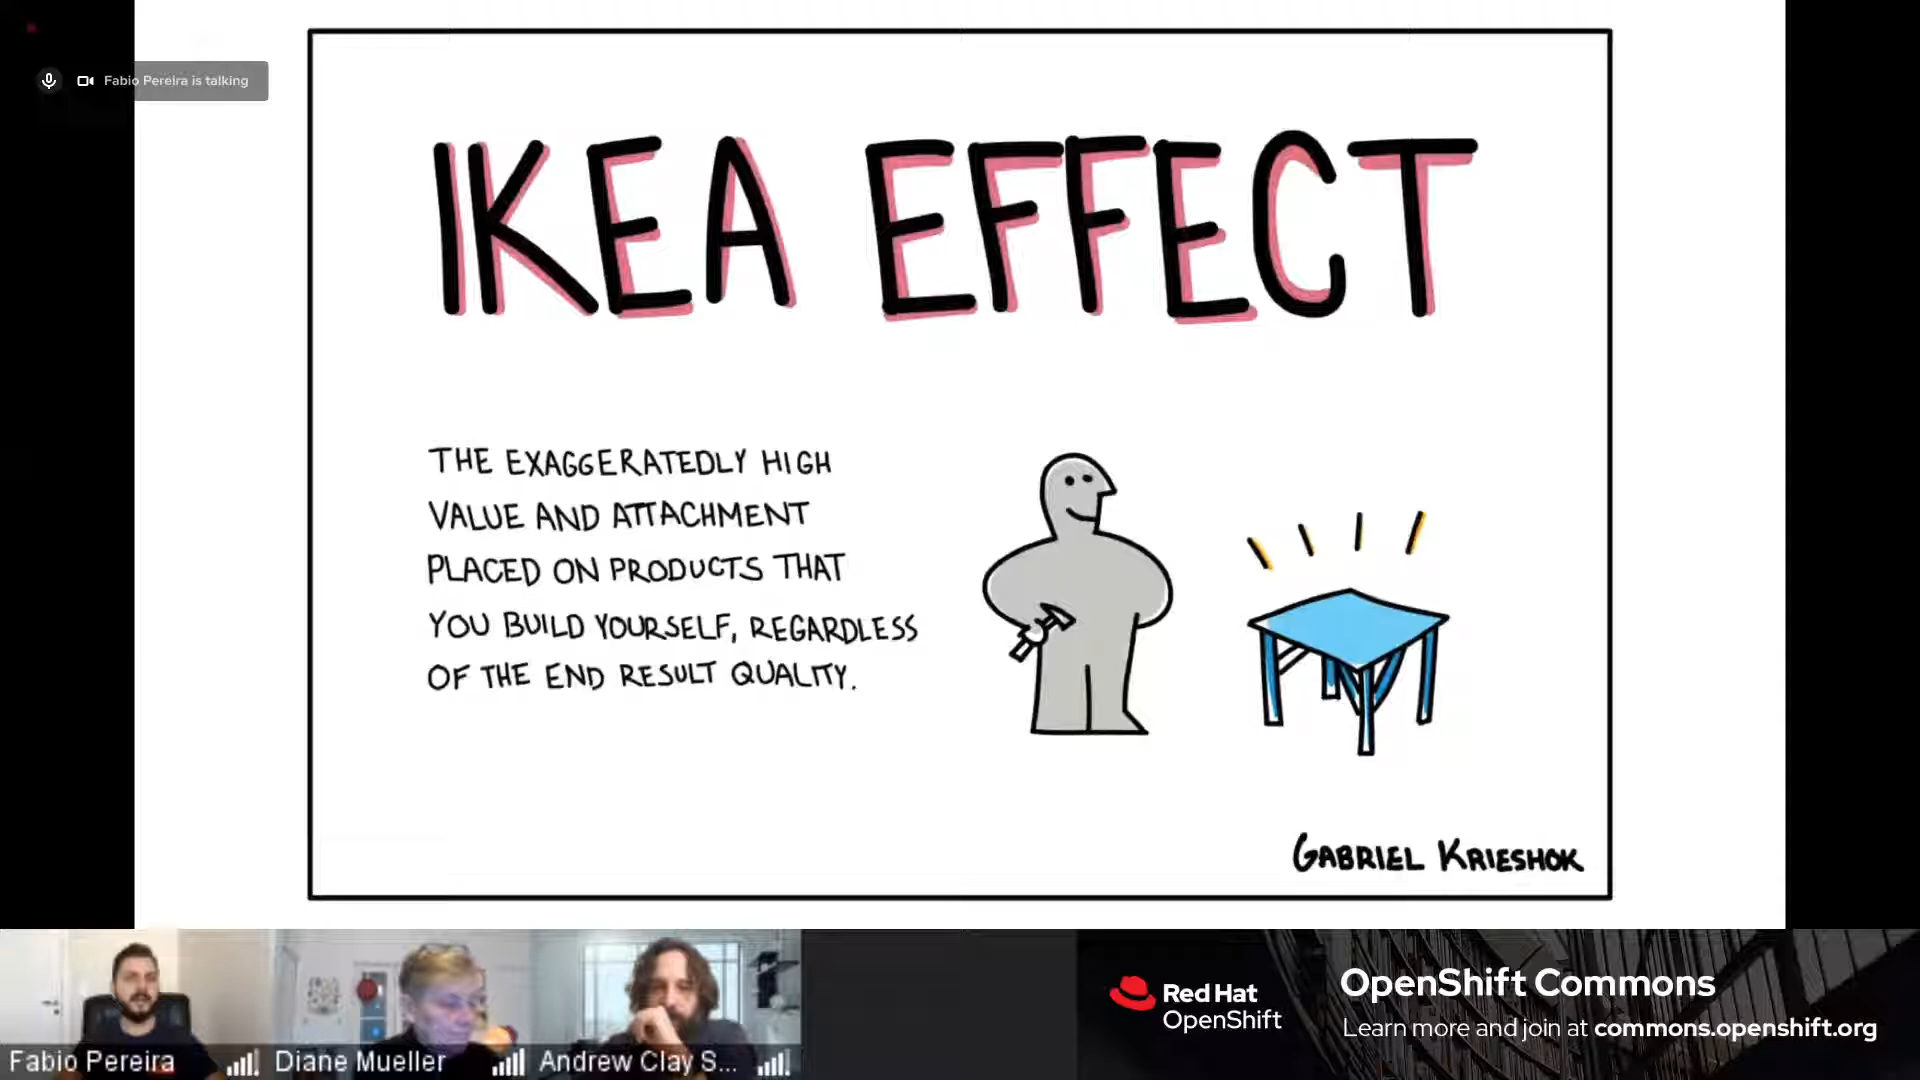 Fabio Pereira is talking
IKEA EFFECT
THE EXAGGERATEDLY HIGH
VALUE AND ATTACHMENT
PLACED ON PRODUCTS THAT
YOU BUILD YOURSELF, REGARDLESS
OF THE END RESULT QUALITY.
GABRIEL KRIESHOK
Fabio Pereira
Diane Mueller
Andrew Clay S...
Red Hat
OpenShift
OpenShift Commons
Learn more and join at commons.openshift.org